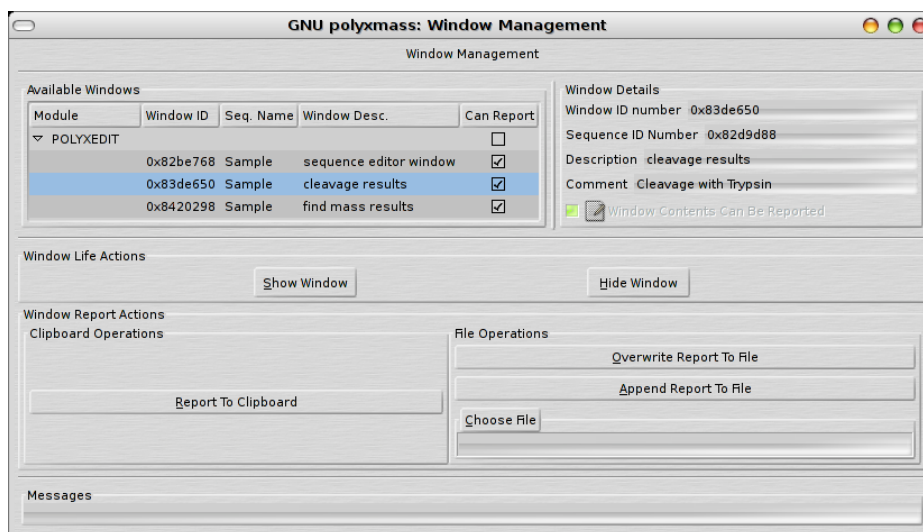 GNU polyxmass: Window Management
Window Management
Available Windows
Module Window ID Seq. Name Window Desc. Can Report
POLYXEDIT
0x82be768 Sample sequence editor window
0x83de650 Sample cleavage results
0x8420298 Sample find mass results
Window Details
Window ID number 0x83de650
Sequence ID Number 0x82d9d88
Description cleavage results
Comment Cleavage with Trypsin
Window Contents Can Be Reported
Window Life Actions
Show Window Hide Window
Window Report Actions
Clipboard Operations
Report To Clipboard
File Operations
Overwrite Report To File
Append Report To File
Choose File
Messages